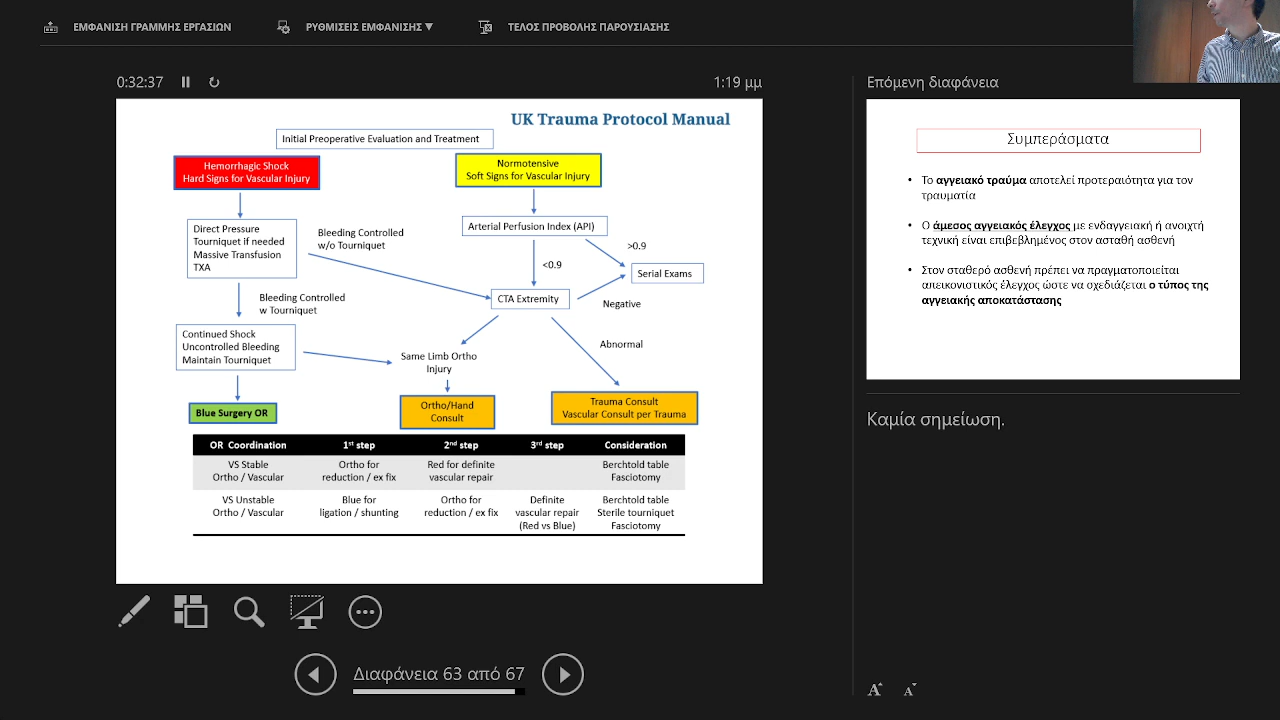 ΕΜΦΑΝΙΣΗ ΓΡΑΜΜΗΣ ΕΡΓΑΣΙΩΝ
ΡΥΘΜΙΣΕΙΣ ΕΜΦΑΝΙΣΗΣ ▼
ΤΕΛΟΣ ΠΡΟΒΟΛΗΣ ΠΑΡΟΥΣΙΑΣΗΣ
0:32:37
1:19 μμ
UK Trauma Protocol Manual
Initial Preoperative Evaluation and Treatment
Hemorrhagic Shock
Hard Signs for Vascular Injury
Normotensive
Soft Signs for Vascular Injury
Direct Pressure
Tourniquet if needed
Massive Transfusion
TXA
Bleeding Controlled
w/o Tourniquet
Arterial Perfusion Index (API)
>0.9
<0.9
Serial Exams
Bleeding Controlled
w Tourniquet
CTA Extremity
Negative
Continued Shock
Uncontrolled Bleeding
Maintain Tourniquet
Same Limb Ortho
Injury
Abnormal
Blue Surgery OR
Ortho/Hand
Consult
Trauma Consult
Vascular Consult per Trauma
OR Coordination 1st step 2nd step 3rd step Consideration
VS Stable Ortho for Red for definite Berchtold table
Ortho / Vascular reduction / ex fix vascular repair Fasciotomy
VS Unstable Blue for Ortho for Definite Berchtold table
Ortho / Vascular ligation / shunting reduction / ex fix vascular repair Sterile tourniquet
(Red vs Blue) Fasciotomy
Διαφάνεια 63 από 67
Επόμενη διαφάνεια
Συμπεράσματα
• Το αγγειακό τραύμα αποτελεί προτεραιότητα για τον
τραυματία
• Ο άμεσος αγγειακός έλεγχος με ενδαγγειακή ή ανοιχτή
τεχνική είναι επιβεβλημένος στον ασταθή ασθενή
• Στον σταθερό ασθενή πρέπει να πραγματοποιείται
απεικονιστικός έλεγχος ώστε να σχεδιάζεται ο τύπος της
αγγειακής αποκατάστασης
Καμία σημείωση.
A A